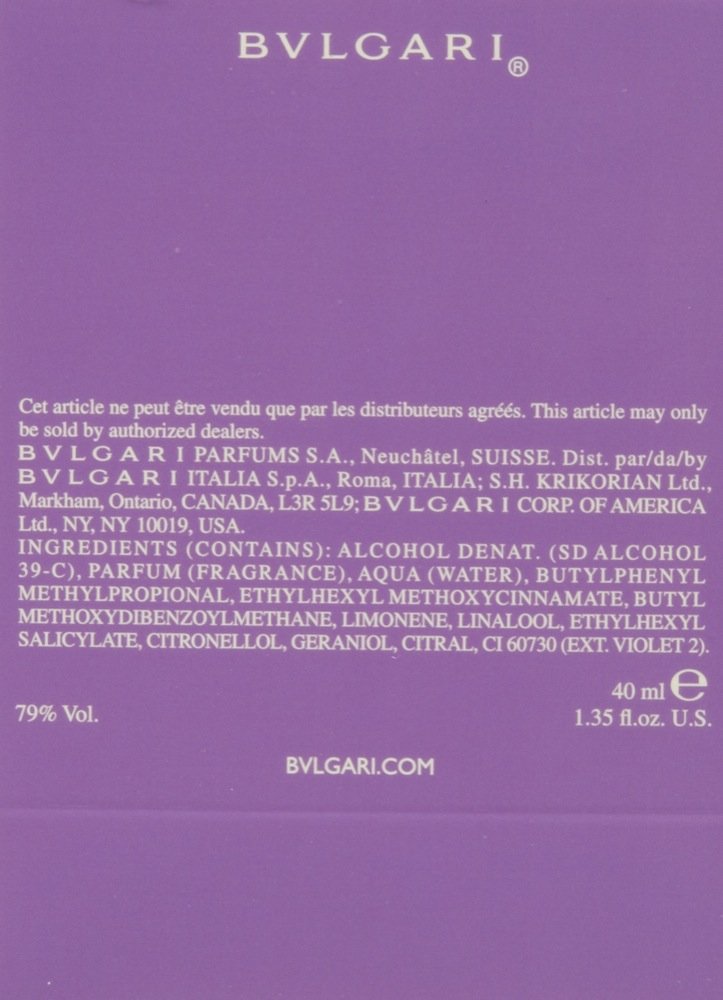 BVLGARI®
Cet article ne peut être vendu que par les distributeurs agréés. This article may only
be sold by authorized dealers.
BVLGARI PARFUMS S.A., Neuchâtel, SUISSE. Dist. par/da/by
BVLGARI ITALIA S.p.A., Roma, ITALIA; S.H. KRIKORIAN Ltd.,
Markham, Ontario, CANADA, L3R 5L9; BVLGARI CORP. OF AMERICA
Ltd., NY, NY 10019, USA.
INGREDIENTS (CONTAINS): ALCOHOL DENAT. (SD ALCOHOL
39-C), PARFUM (FRAGRANCE), AQUA (WATER), BUTYLPHENYL
METHYLPROPIONAL, ETHYLHEXYL METHOXYCINNAMATE, BUTYL
METHOXYDIBENZOYLMETHANE, LIMONENE, LINALOOL, ETHYLHEXYL
SALICYLATE, CITRONELLOL, GERANIOL, CITRAL, CI 60730 (EXT. VIOLET 2).
40 ml ℮
79% Vol.
1.35 fl.oz. U.S.
BVLGARI.COM